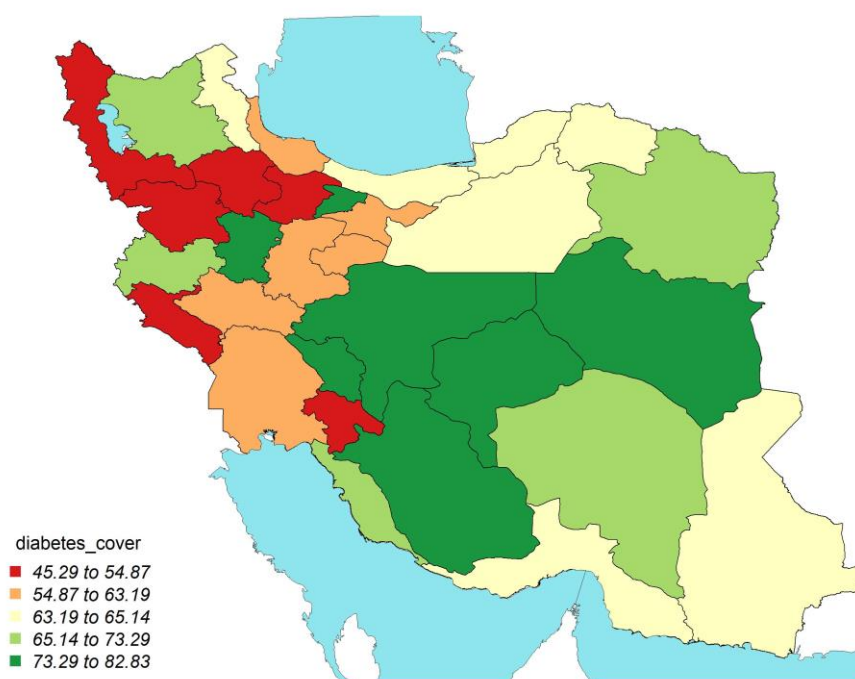 diabetes_cover
45.29 to 54.87
54.87 to 63.19
63.19 to 65.14
65.14 to 73.29
73.29 to 82.83